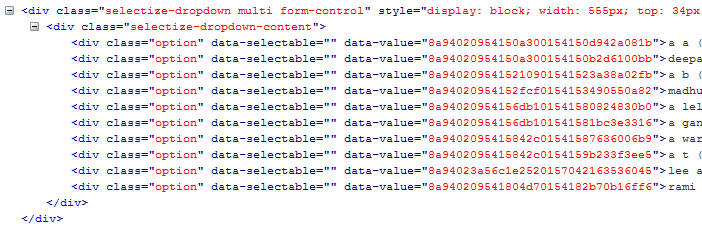 <div class="selectize-dropdown multi form-control" style="display: block; width: 555px; top: 34px,
<div class="selectize-dropdown-content">
<div class="option" data-selectable="" data-value="8a94020954150a300154150d942a081b">a a (
<div class="option" data-selectable="" data-value="8a94020954150a300154150b2d6100bb">deepa
<div class="option" data-selectable="" data-value="8a9402095415210901541523a38a02fb">a b (
<div class="option" data-selectable="" data-value="8a94020954152fcf0154153490550a82">madhu
<div class="option" data-selectable="" data-value="8a94020954156db101541580824830b0">a lel
<div class="option" data-selectable="" data-value="8a94020954156db101541581bc3e3316">a gan
<div class="option" data-selectable="" data-value="8a940209415842c01541587636006b9">a war
<div class="option" data-selectable="" data-value="8a940209415842c0154159b233f3ee5">a t (
<div class="option" data-selectable="" data-value="8a94023a56c1e2520157042163536045">lee a
<div class="option" data-selectable="" data-value="8a940209541804d70154182b70b16ff6">rami
</div>
</div>